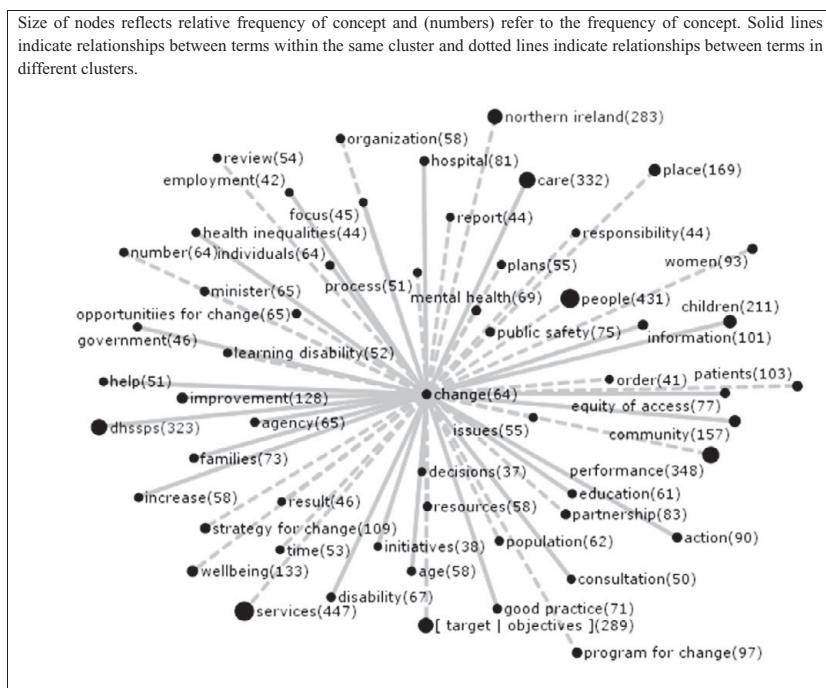 Size of nodes reflects relative frequency of concept and (numbers) refer to the frequency of concept. Solid lines
indicate relationships between terms within the same cluster and dotted lines indicate relationships between terms in
different clusters.
northern ireland(283)
organization(58)
review(54)
hospital(81)
place(169)
employment(42)
care(332)
focus(45)
report(44)
health inequalities(44)
responsibility(44)
number(64)
individuals(64)
plans(55)
women(93)
process(51)
minister(65)
mental health(69)
people(431)
children(211)
opportunitiies for change(65)
public safety(75)
information(101)
government(46)
learning disability(52)
patients(103)
help(51)
order(41)
improvement(128)
change(64)
equity of access(77)
dhssps(323)
agency(65)
issues(55)
community(157)
families(73)
decisions(37)
performance(348)
increase(58)
result(46)
resources(58)
education(61)
partnership(83)
strategy for change(109)
time(53)
initiatives(38)
population(62)
action(90)
wellbeing(133)
age(58)
consultation(50)
disability(67)
services(447)
good practice(71)
[ target | objectives ](289)
program for change(97)